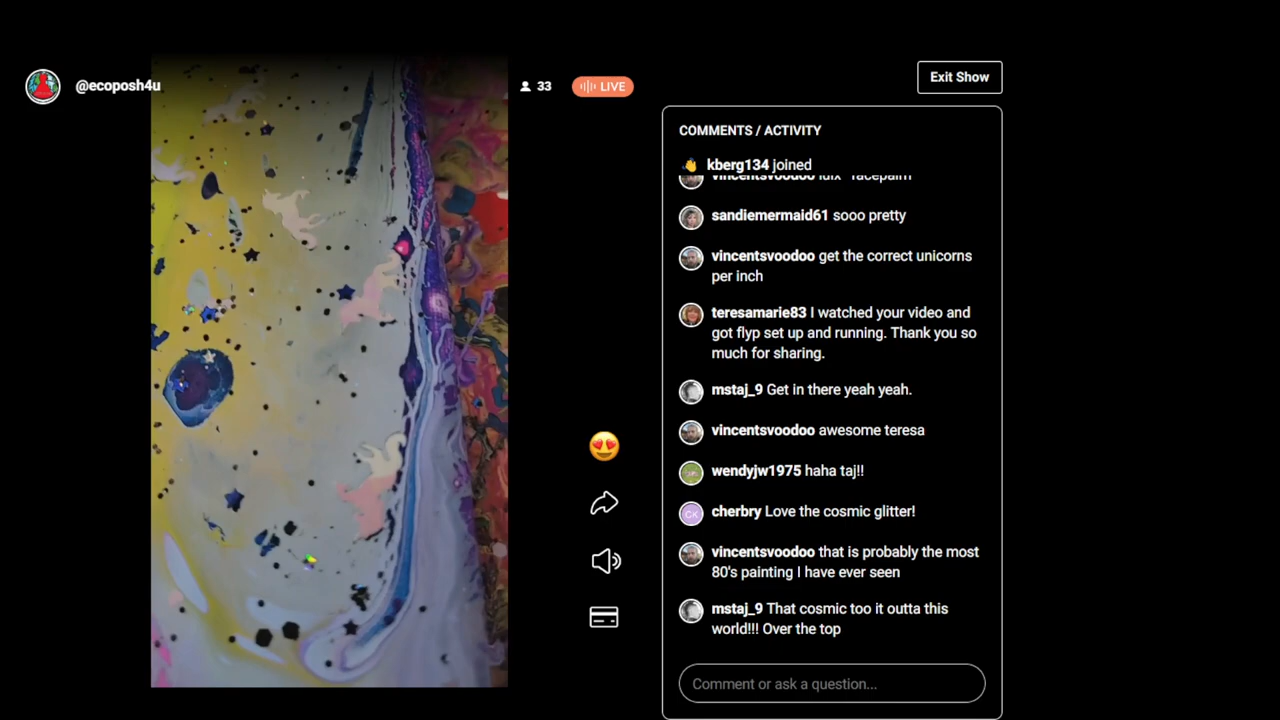 @ecoposh4u
33
LIVE
Exit Show
COMMENTS / ACTIVITY
kberg134 joined
vincentsvoodoo
sandiemermaid61 sooo pretty
vincentsvoodoo get the correct unicorns
per inch
teresamarie83 I watched your video and
got flyp set up and running. Thank you so
much for sharing.
mstaj_9 Get in there yeah yeah.
vincentsvoodoo awesome teresa
wendyjw1975 haha taj!!
CK
cherbry Love the cosmic glitter!
vincentsvoodoo that is probably the most
80's painting I have ever seen
mstaj_9 That cosmic too it outta this
world!!! Over the top
Comment or ask a question...